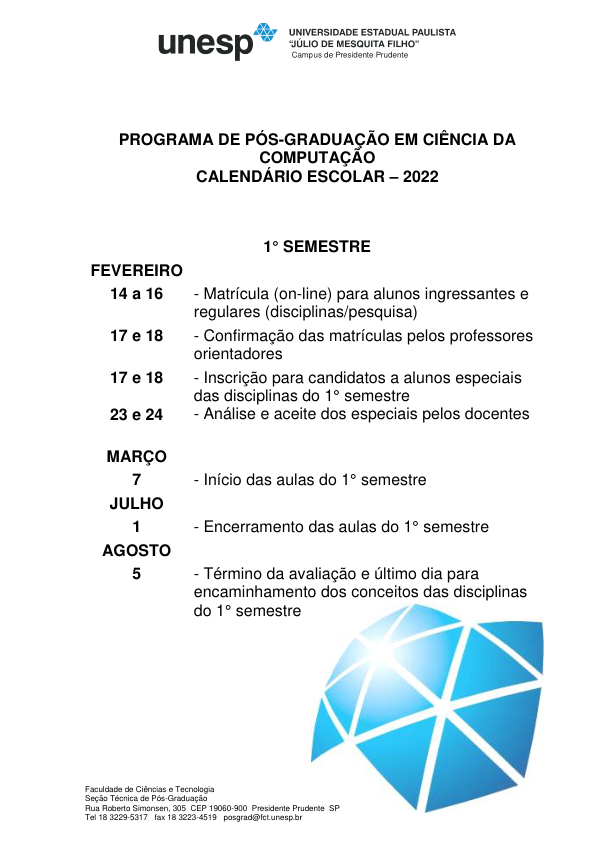 unesp
UNIVERSIDADE ESTADUAL PAULISTA
“JÚLIO DE MESQUITA FILHO”
Campus de Presidente Prudente
PROGRAMA DE PÓS-GRADUAÇÃO EM CIÊNCIA DA
COMPUTAÇÃO
CALENDÁRIO ESCOLAR – 2022
1° SEMESTRE
FEVEREIRO
14 a 16 - Matrícula (on-line) para alunos ingressantes e
regulares (disciplinas/pesquisa)
17 e 18 - Confirmação das matrículas pelos professores
orientadores
17 e 18 - Inscrição para candidatos a alunos especiais
das disciplinas do 1° semestre
23 e 24 - Análise e aceite dos especiais pelos docentes
MARÇO
7 - Início das aulas do 1° semestre
JULHO
1 - Encerramento das aulas do 1° semestre
AGOSTO
5 - Término da avaliação e último dia para
encaminhamento dos conceitos das disciplinas
do 1° semestre
Faculdade de Ciências e Tecnologia
Seção Técnica de Pós-Graduação
Rua Roberto Simonsen, 305 CEP 19060-900 Presidente Prudente SP
Tel 18 3229-5317 fax 18 3223-4519 posgrad@fct.unesp.br